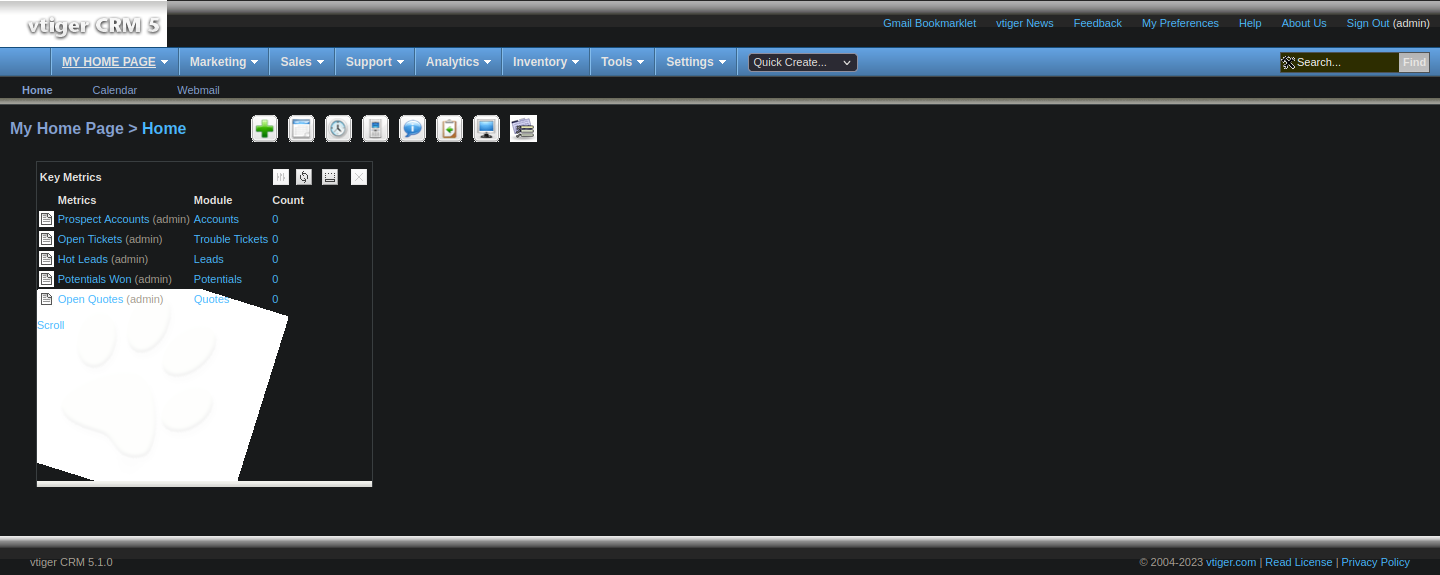 vtiger CRM 5
Gmail Bookmarklet vtiger News Feedback My Preferences Help About Us Sign Out (admin)
MY HOME PAGE Marketing Sales Support Analytics Inventory Tools Settings Quick Create... Search... Find
Home Calendar Webmail
My Home Page > Home
Key Metrics
Metrics Module Count
Prospect Accounts (admin) Accounts 0
Open Tickets (admin) Trouble Tickets 0
Hot Leads (admin) Leads 0
Potentials Won (admin) Potentials 0
Open Quotes (admin) Quotes 0
Scroll
vtiger CRM 5.1.0 © 2004-2023 vtiger.com | Read License | Privacy Policy